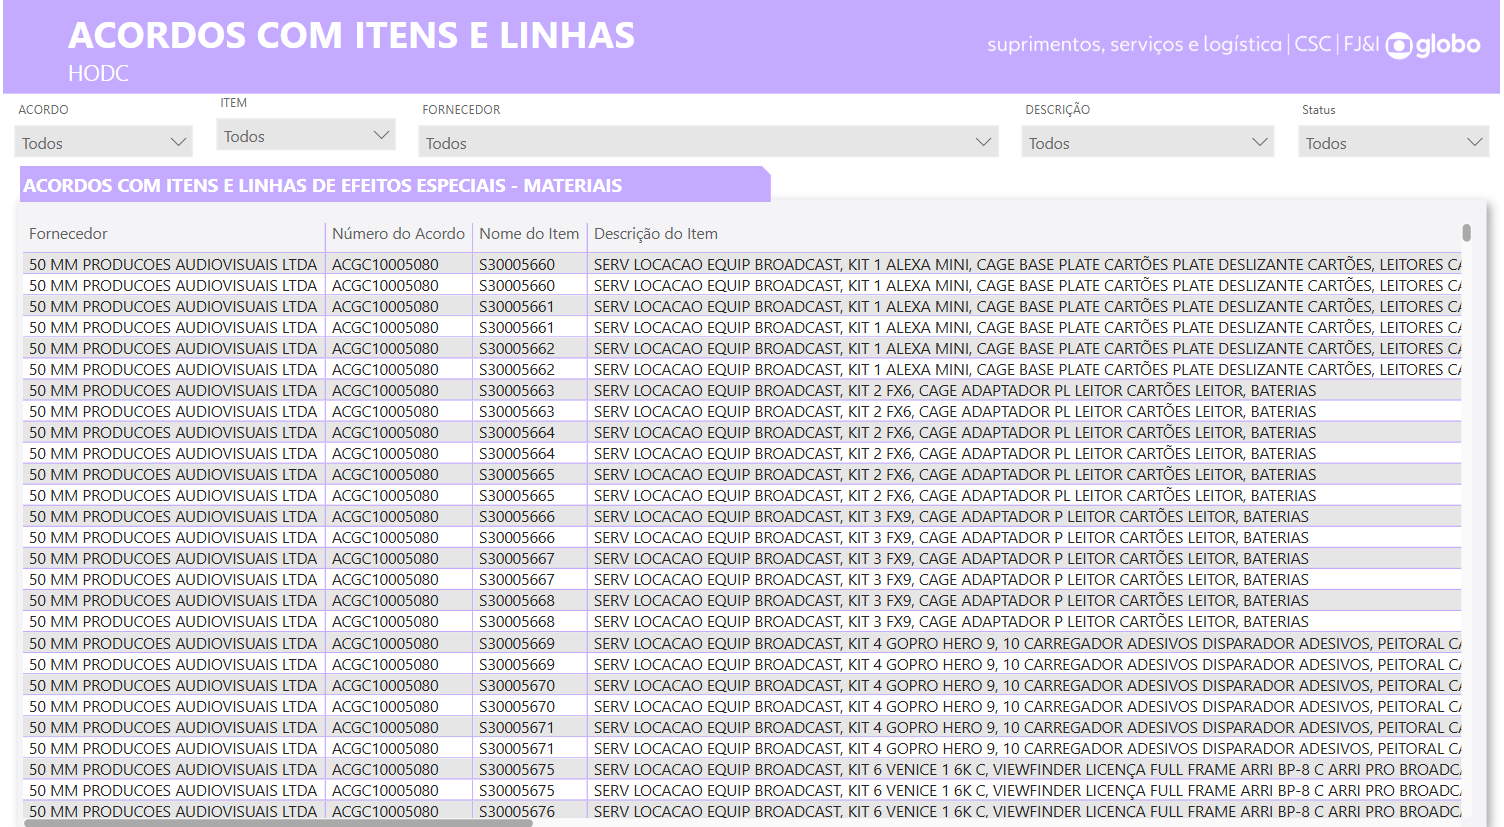 ACORDOS COM ITENS E LINHAS
HODC
suprimentos, serviços e logística | CSC | FJ&I globo
ACORDO
ITEM
FORNECEDOR
DESCRIÇÃO
Status
Todos
Todos
Todos
Todos
Todos
ACORDOS COM ITENS E LINHAS DE EFEITOS ESPECIAIS - MATERIAIS
Fornecedor Número do Acordo Nome do Item Descrição do Item
50 MM PRODUCOES AUDIOVISUAIS LTDA ACGC10005080 S30005660 SERV LOCACAO EQUIP BROADCAST, KIT 1 ALEXA MINI, CAGE BASE PLATE CARTÕES PLATE DESLIZANTE CARTÕES, LEITORES CA
50 MM PRODUCOES AUDIOVISUAIS LTDA ACGC10005080 S30005660 SERV LOCACAO EQUIP BROADCAST, KIT 1 ALEXA MINI, CAGE BASE PLATE CARTÕES PLATE DESLIZANTE CARTÕES, LEITORES CA
50 MM PRODUCOES AUDIOVISUAIS LTDA ACGC10005080 S30005661 SERV LOCACAO EQUIP BROADCAST, KIT 1 ALEXA MINI, CAGE BASE PLATE CARTÕES PLATE DESLIZANTE CARTÕES, LEITORES CA
50 MM PRODUCOES AUDIOVISUAIS LTDA ACGC10005080 S30005661 SERV LOCACAO EQUIP BROADCAST, KIT 1 ALEXA MINI, CAGE BASE PLATE CARTÕES PLATE DESLIZANTE CARTÕES, LEITORES CA
50 MM PRODUCOES AUDIOVISUAIS LTDA ACGC10005080 S30005662 SERV LOCACAO EQUIP BROADCAST, KIT 1 ALEXA MINI, CAGE BASE PLATE CARTÕES PLATE DESLIZANTE CARTÕES, LEITORES CA
50 MM PRODUCOES AUDIOVISUAIS LTDA ACGC10005080 S30005662 SERV LOCACAO EQUIP BROADCAST, KIT 1 ALEXA MINI, CAGE BASE PLATE CARTÕES PLATE DESLIZANTE CARTÕES, LEITORES CA
50 MM PRODUCOES AUDIOVISUAIS LTDA ACGC10005080 S30005663 SERV LOCACAO EQUIP BROADCAST, KIT 2 FX6, CAGE ADAPTADOR PL LEITOR CARTÕES LEITOR, BATERIAS
50 MM PRODUCOES AUDIOVISUAIS LTDA ACGC10005080 S30005663 SERV LOCACAO EQUIP BROADCAST, KIT 2 FX6, CAGE ADAPTADOR PL LEITOR CARTÕES LEITOR, BATERIAS
50 MM PRODUCOES AUDIOVISUAIS LTDA ACGC10005080 S30005664 SERV LOCACAO EQUIP BROADCAST, KIT 2 FX6, CAGE ADAPTADOR PL LEITOR CARTÕES LEITOR, BATERIAS
50 MM PRODUCOES AUDIOVISUAIS LTDA ACGC10005080 S30005664 SERV LOCACAO EQUIP BROADCAST, KIT 2 FX6, CAGE ADAPTADOR PL LEITOR CARTÕES LEITOR, BATERIAS
50 MM PRODUCOES AUDIOVISUAIS LTDA ACGC10005080 S30005665 SERV LOCACAO EQUIP BROADCAST, KIT 2 FX6, CAGE ADAPTADOR PL LEITOR CARTÕES LEITOR, BATERIAS
50 MM PRODUCOES AUDIOVISUAIS LTDA ACGC10005080 S30005665 SERV LOCACAO EQUIP BROADCAST, KIT 2 FX6, CAGE ADAPTADOR PL LEITOR CARTÕES LEITOR, BATERIAS
50 MM PRODUCOES AUDIOVISUAIS LTDA ACGC10005080 S30005666 SERV LOCACAO EQUIP BROADCAST, KIT 3 FX9, CAGE ADAPTADOR P LEITOR CARTÕES LEITOR, BATERIAS
50 MM PRODUCOES AUDIOVISUAIS LTDA ACGC10005080 S30005666 SERV LOCACAO EQUIP BROADCAST, KIT 3 FX9, CAGE ADAPTADOR P LEITOR CARTÕES LEITOR, BATERIAS
50 MM PRODUCOES AUDIOVISUAIS LTDA ACGC10005080 S30005667 SERV LOCACAO EQUIP BROADCAST, KIT 3 FX9, CAGE ADAPTADOR P LEITOR CARTÕES LEITOR, BATERIAS
50 MM PRODUCOES AUDIOVISUAIS LTDA ACGC10005080 S30005667 SERV LOCACAO EQUIP BROADCAST, KIT 3 FX9, CAGE ADAPTADOR P LEITOR CARTÕES LEITOR, BATERIAS
50 MM PRODUCOES AUDIOVISUAIS LTDA ACGC10005080 S30005668 SERV LOCACAO EQUIP BROADCAST, KIT 3 FX9, CAGE ADAPTADOR P LEITOR CARTÕES LEITOR, BATERIAS
50 MM PRODUCOES AUDIOVISUAIS LTDA ACGC10005080 S30005668 SERV LOCACAO EQUIP BROADCAST, KIT 3 FX9, CAGE ADAPTADOR P LEITOR CARTÕES LEITOR, BATERIAS
50 MM PRODUCOES AUDIOVISUAIS LTDA ACGC10005080 S30005669 SERV LOCACAO EQUIP BROADCAST, KIT 4 GOPRO HERO 9, 10 CARREGADOR ADESIVOS DISPARADOR ADESIVOS, PEITORAL CA
50 MM PRODUCOES AUDIOVISUAIS LTDA ACGC10005080 S30005669 SERV LOCACAO EQUIP BROADCAST, KIT 4 GOPRO HERO 9, 10 CARREGADOR ADESIVOS DISPARADOR ADESIVOS, PEITORAL CA
50 MM PRODUCOES AUDIOVISUAIS LTDA ACGC10005080 S30005670 SERV LOCACAO EQUIP BROADCAST, KIT 4 GOPRO HERO 9, 10 CARREGADOR ADESIVOS DISPARADOR ADESIVOS, PEITORAL CA
50 MM PRODUCOES AUDIOVISUAIS LTDA ACGC10005080 S30005670 SERV LOCACAO EQUIP BROADCAST, KIT 4 GOPRO HERO 9, 10 CARREGADOR ADESIVOS DISPARADOR ADESIVOS, PEITORAL CA
50 MM PRODUCOES AUDIOVISUAIS LTDA ACGC10005080 S30005671 SERV LOCACAO EQUIP BROADCAST, KIT 4 GOPRO HERO 9, 10 CARREGADOR ADESIVOS DISPARADOR ADESIVOS, PEITORAL CA
50 MM PRODUCOES AUDIOVISUAIS LTDA ACGC10005080 S30005671 SERV LOCACAO EQUIP BROADCAST, KIT 4 GOPRO HERO 9, 10 CARREGADOR ADESIVOS DISPARADOR ADESIVOS, PEITORAL CA
50 MM PRODUCOES AUDIOVISUAIS LTDA ACGC10005080 S30005675 SERV LOCACAO EQUIP BROADCAST, KIT 6 VENICE 1 6K C, VIEWFINDER LICENÇA FULL FRAME ARRI BP-8 C ARRI PRO BROADCA
50 MM PRODUCOES AUDIOVISUAIS LTDA ACGC10005080 S30005675 SERV LOCACAO EQUIP BROADCAST, KIT 6 VENICE 1 6K C, VIEWFINDER LICENÇA FULL FRAME ARRI BP-8 C ARRI PRO BROADCA
50 MM PRODUCOES AUDIOVISUAIS LTDA ACGC10005080 S30005676 SERV LOCACAO EQUIP BROADCAST, KIT 6 VENICE 1 6K C, VIEWFINDER LICENÇA FULL FRAME ARRI BP-8 C ARRI PRO BROADCA